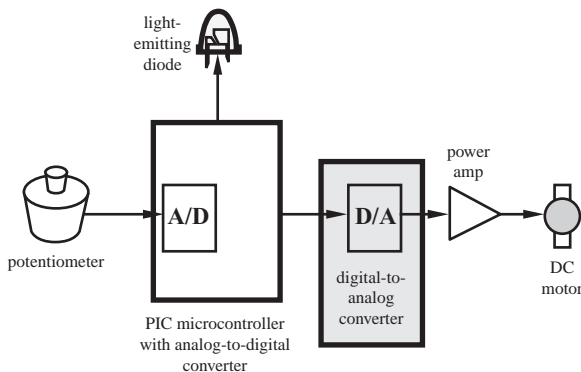 light-
emitting
diode
potentiometer
A/D
PIC microcontroller
with analog-to-digital
converter
D/A
digital-to-
analog
converter
power
amp
DC
motor